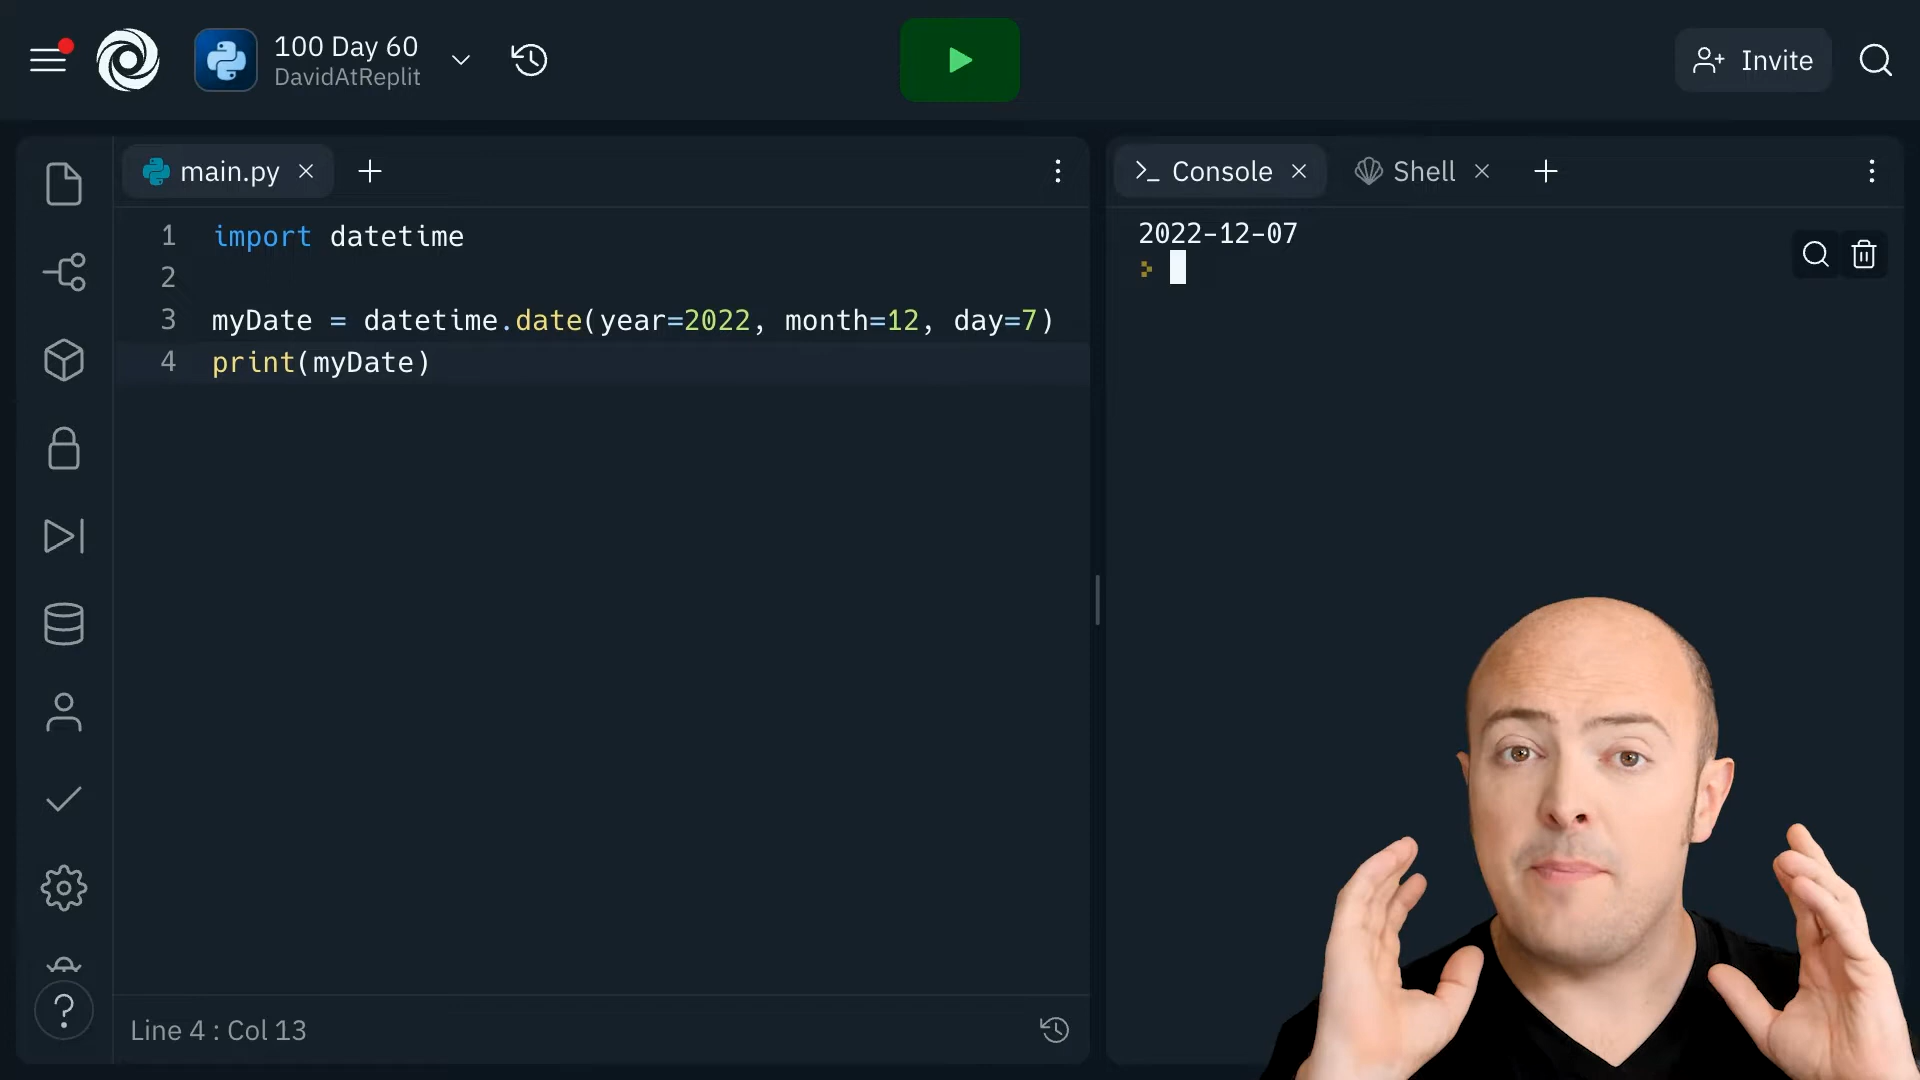 100 Day 60
DavidAtReplit
Invite
main.py
1 import datetime
2
3 myDate = datetime.date(year=2022, month=12, day=7)
4 print(myDate)
Line 4 : Col 13
>_ Console
Shell
2022-12-07